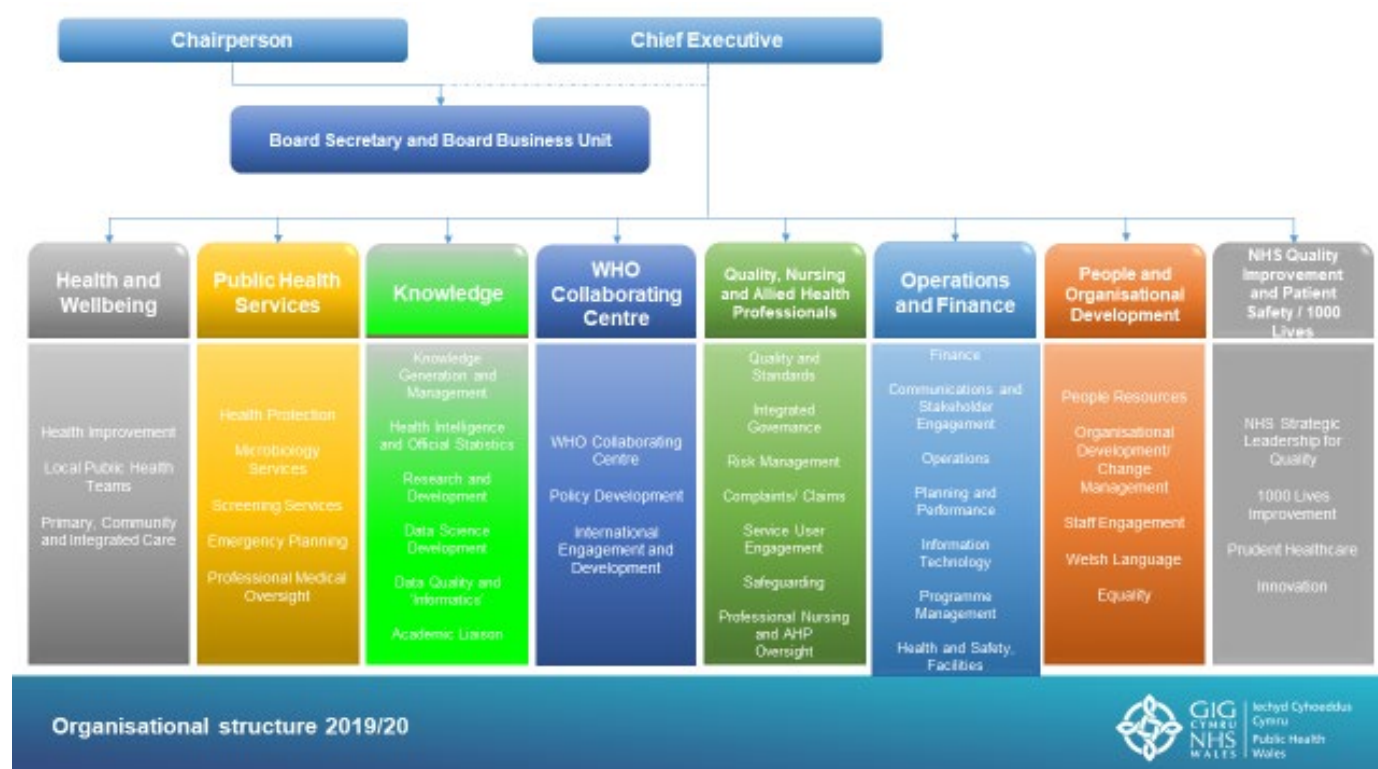 Chairperson
Chief Executive
Board Secretary and Board Business Unit
Health and
Wellbeing
Health Improvement
Local Public Health
Teams
Primary, Community
and Integrated Care
Public Health
Services
Health Protection
Microbiology
Services
Screening Services
Emergency Planning
Professional Medical
Oversight
Knowledge
Knowledge
Generation and
Management
Health Intelligence
and Official Statistics
Research and
Development
Data Science
Development
Data Quality and
'Informatics'
Academic Liaison
WHO
Collaborating
Centre
WHO Collaborating
Centre
Policy Development
International
Engagement and
Development
Quality, Nursing
and Allied Health
Professionals
Quality and
Standards
Integrated
Governance
Risk Management
Complaints/ Claims
Service User
Engagement
Safeguarding
Professional Nursing
and AHP
Oversight
Operations
and Finance
Finance
Communications and
Stakeholder
Engagement
Operations
Planning and
Performance
Information
Technology
Programme
Management
Health and Safety,
Facilities
People and
Organisational
Development
People Resources
Organisational
Development/
Change
Management
Staff Engagement
Welsh Language
Equality
NHS Quality
Improvement
and Patient
Safety / 1000
Lives
NHS Strategic
Leadership for
Quality
1000 Lives
Improvement
Prudent Healthcare
Innovation
Organisational structure 2019/20
GIG
CYMRU
NHS
WALES
Iechyd Cyhoeddus
Cymru
Public Health
Wales